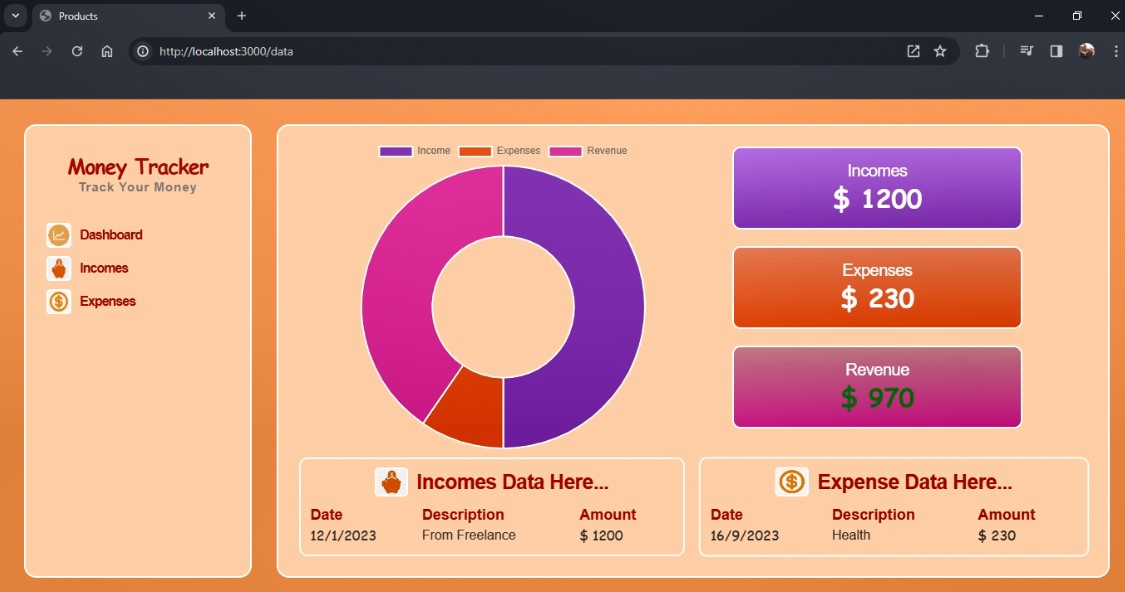 Products
http://localhost:3000/data
Money Tracker
Track Your Money
Dashboard
Incomes
Expenses
Income Expenses Revenue
Incomes
$ 1200
Expenses
$ 230
Revenue
$ 970
Incomes Data Here...
Date Description Amount
12/1/2023 From Freelance $ 1200
Expense Data Here...
Date Description Amount
16/9/2023 Health $ 230